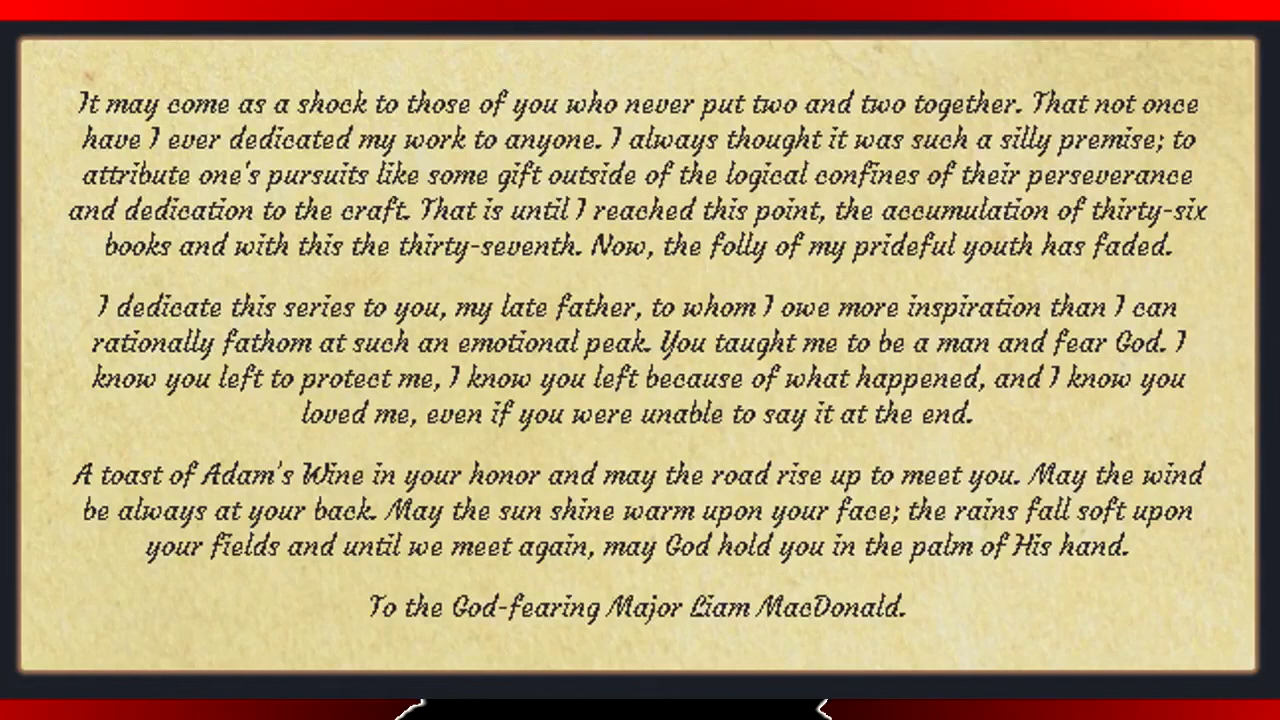 It may come as a shock to those of you who never put two and two together. That not once
have I ever dedicated my work to anyone. I always thought it was such a silly premise; to
attribute one's pursuits like some gift outside of the logical confines of their perseverance
and dedication to the craft. That is until I reached this point, the accumulation of thirty-six
books and with this the thirty-seventh. Now, the folly of my prideful youth has faded.
I dedicate this series to you, my late father, to whom I owe more inspiration than I can
rationally fathom at such an emotional peak. You taught me to be a man and fear God. I
know you left to protect me, I know you left because of what happened, and I know you
loved me, even if you were unable to say it at the end.
A toast of Adam's Wine in your honor and may the road rise up to meet you. May the wind
be always at your back. May the sun shine warm upon your face; the rains fall soft upon
your fields and until we meet again, may God hold you in the palm of His hand.
To the God-fearing Major Liam MacDonald.